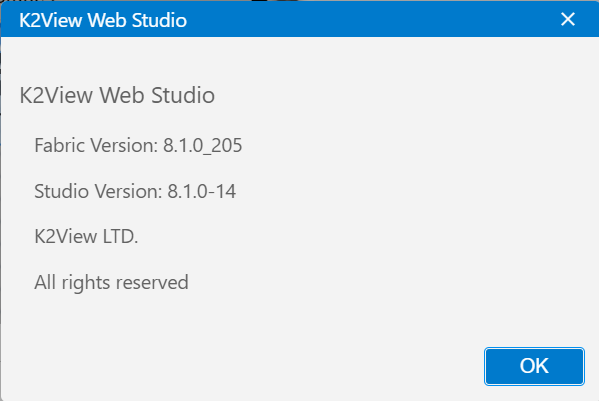 K2View Web Studio
K2View Web Studio
Fabric Version: 8.1.0_205
Studio Version: 8.1.0-14
K2View LTD.
All rights reserved
OK